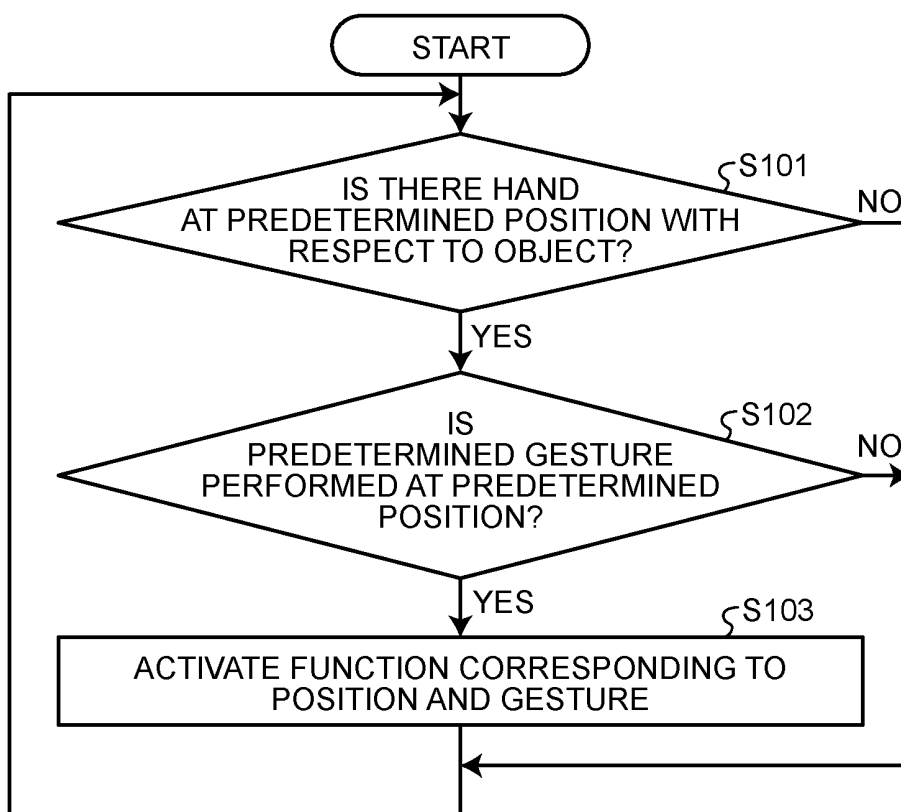 START
S101
IS THERE HAND
AT PREDETERMINED POSITION WITH
RESPECT TO OBJECT?
NO
YES
S102
IS
PREDETERMINED GESTURE
PERFORMED AT PREDETERMINED
POSITION?
NO
YES
S103
ACTIVATE FUNCTION CORRESPONDING TO
POSITION AND GESTURE